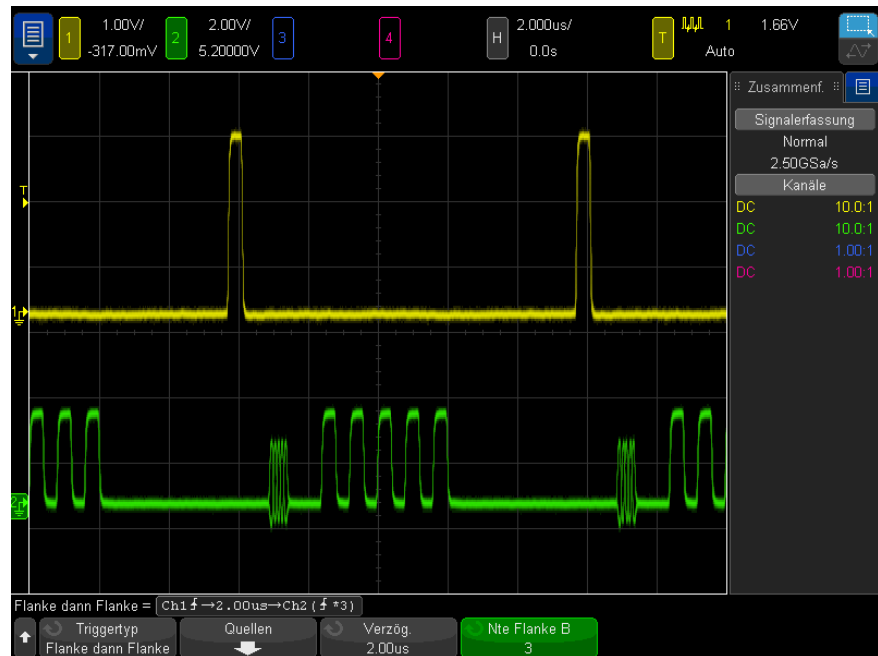 1 1.00V/ 2 2.00V/ 3 4 H 2.000us/ T 1 1.66V
-317.00mV 5.20000V 0.0s Auto
Zusammenf.
Signalerfassung
Normal
2.50GSa/s
Kanäle
DC 10.0:1
DC 10.0:1
DC 1.00:1
DC 1.00:1
T
1
2
Flanke dann Flanke = Ch1→2.00us→Ch2( *3)
Triggertyp Quellen Verzög. Nte Flanke B
Flanke dann Flanke 2.00us 3